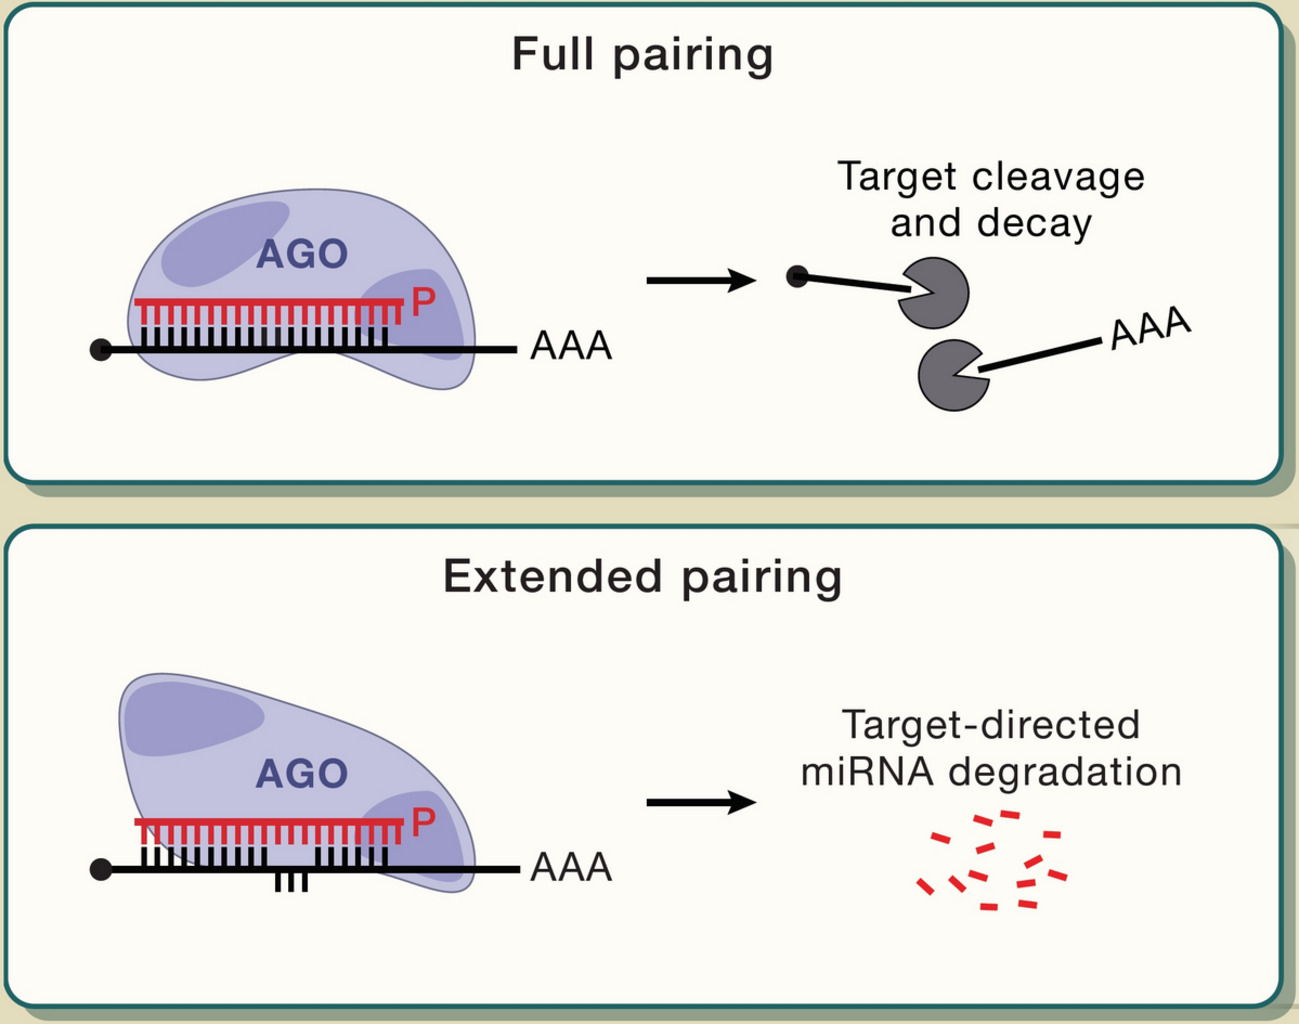 Full pairing
Target cleavage
and decay
AGO
P
AAA
AAA
Extended pairing
Target-directed
miRNA degradation
AGO
P
AAA